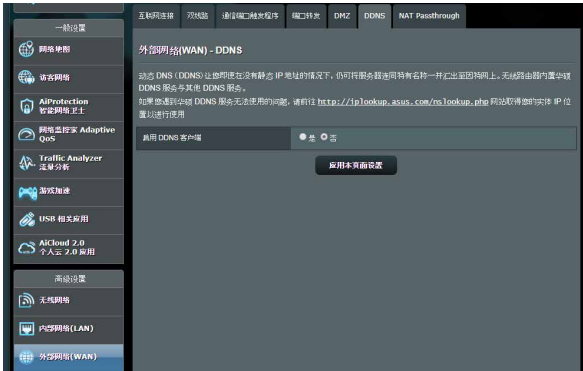 互联网连接 双线路 通信端口触发程序 端口转发 DMZ DDNS NAT Passthrough
一般设置
网络地图
访客网络
AiProtection
智能网络卫士
网络监控家 Adaptive
QoS
Traffic Analyzer
流量分析
游戏加速
USB 相关应用
AiCloud 2.0
个人云 2.0 应用
高级设置
无线网络
内部网络(LAN)
外部网络(WAN)
外部网络(WAN) - DDNS
动态 DNS (DDNS) 让您即使在没有静态 IP 地址的情况下，仍可将服务器连同特有名称一并汇出至因特网上。无线路由器内置华硕
DDNS 服务与其他 DDNS 服务。
如果您遇到华硕 DDNS 服务无法使用的问题，请前往 http://iplookup.asus.com/nslookup.php 网站取得您的实体 IP 位
置以进行使用
启用 DDNS 客户端 是 否
应用本页面设置